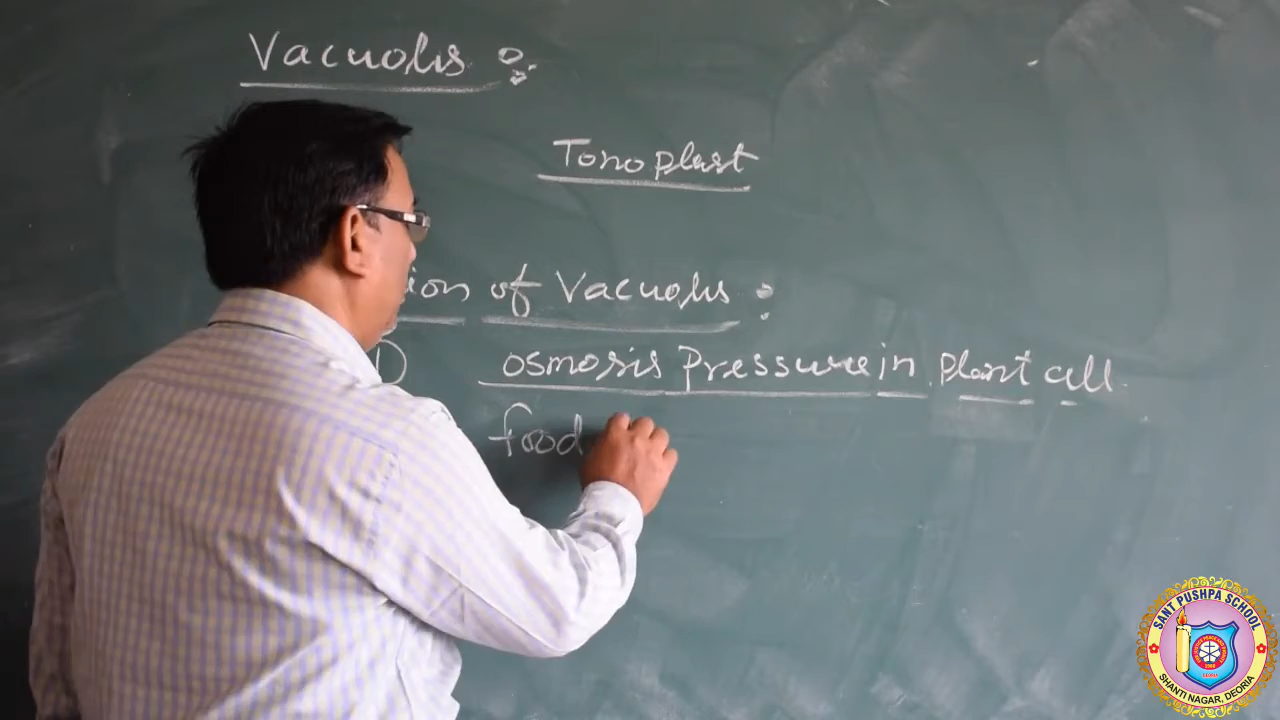 Vacuolis :
Tonoplast
ion of Vacuolis :
D osmosis Pressure in plant cell.
food
SANT PUSHPA SCHOOL
SHANTI NAGAR, DEORIA